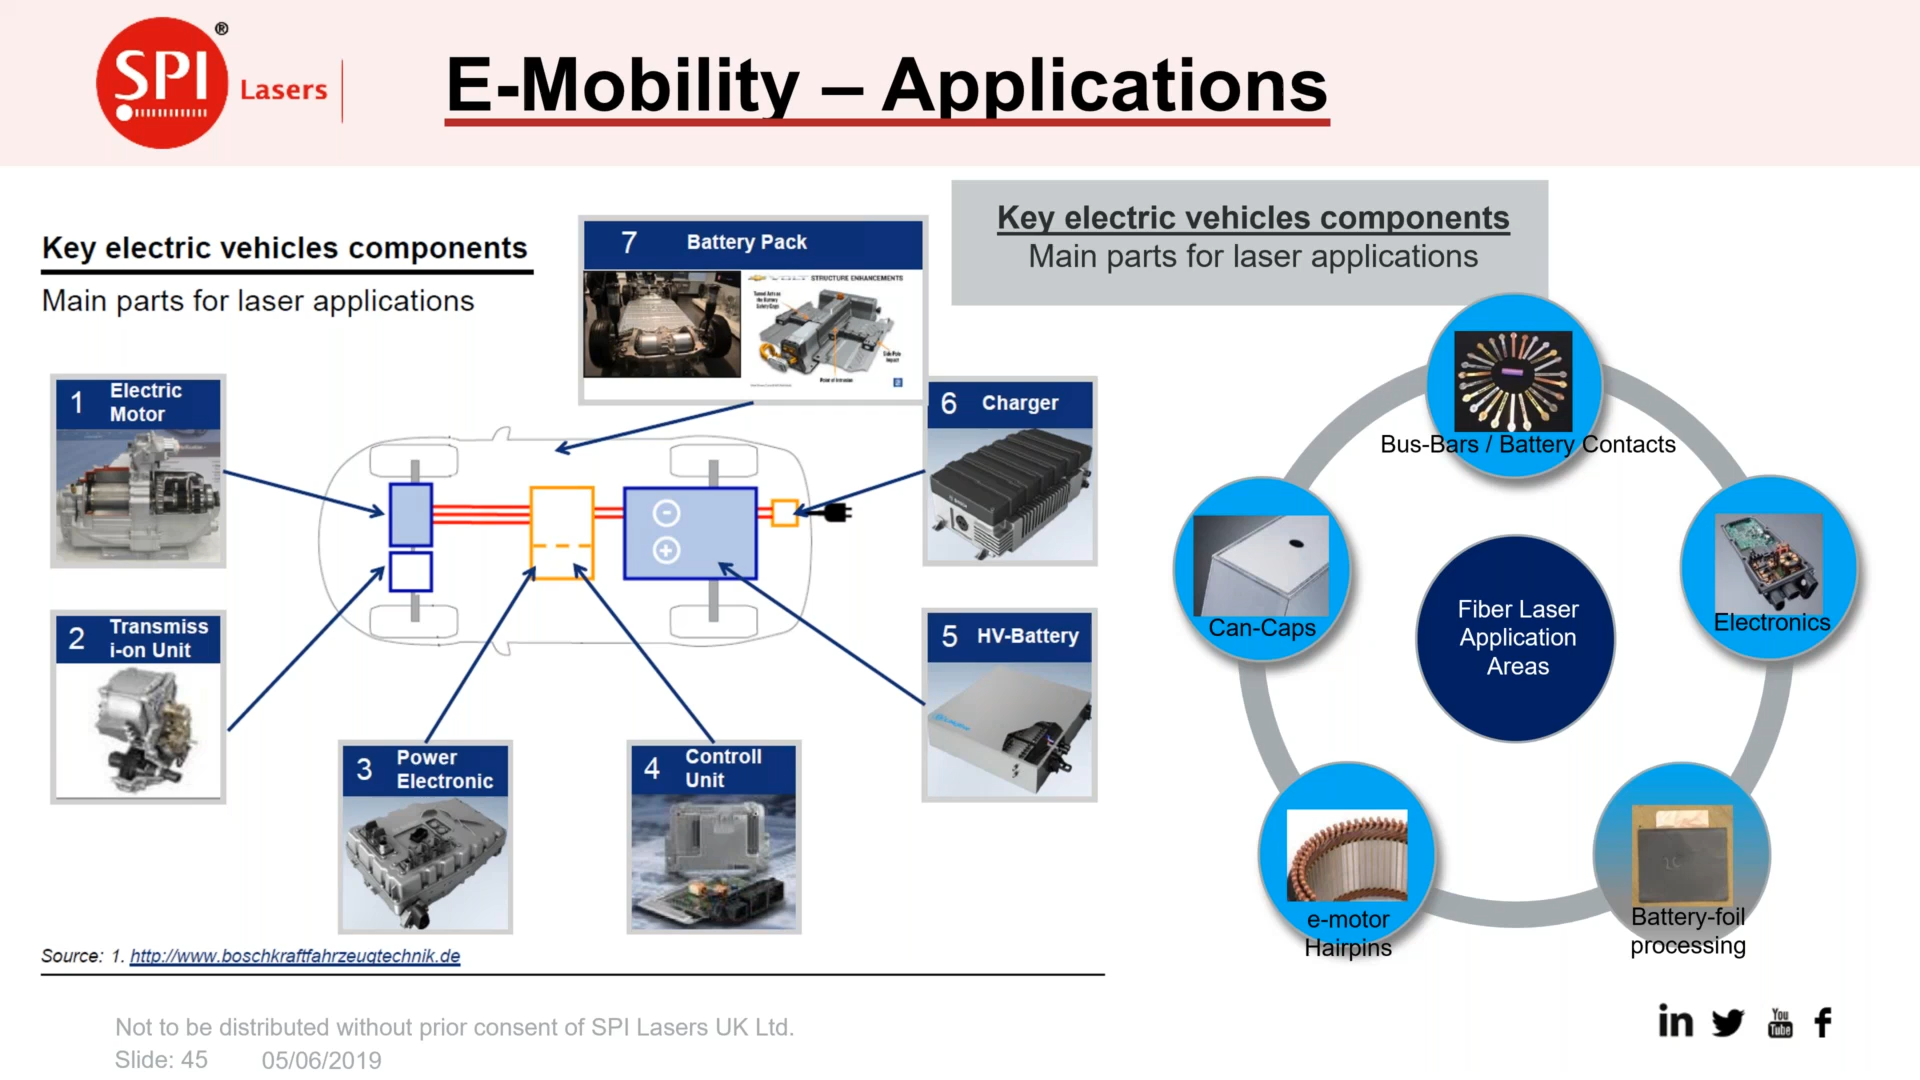 SPI
®
Lasers
E-Mobility – Applications
Key electric vehicles components
Main parts for laser applications
Key electric vehicles components
Main parts for laser applications
7 Battery Pack
STRUCTURE ENHANCEMENTS
1 Electric
Motor
2 Transmiss
i-on Unit
3 Power
Electronic
4 Controll
Unit
5 HV-Battery
6 Charger
-
+
Bus-Bars / Battery Contacts
Can-Caps
Electronics
Fiber Laser
Application
Areas
e-motor
Hairpins
Battery-foil
processing
Source: 1. http://www.boschkraftfahrzeugtechnik.de
Not to be distributed without prior consent of SPI Lasers UK Ltd.
Slide: 45 05/06/2019
in
You
Tube
f